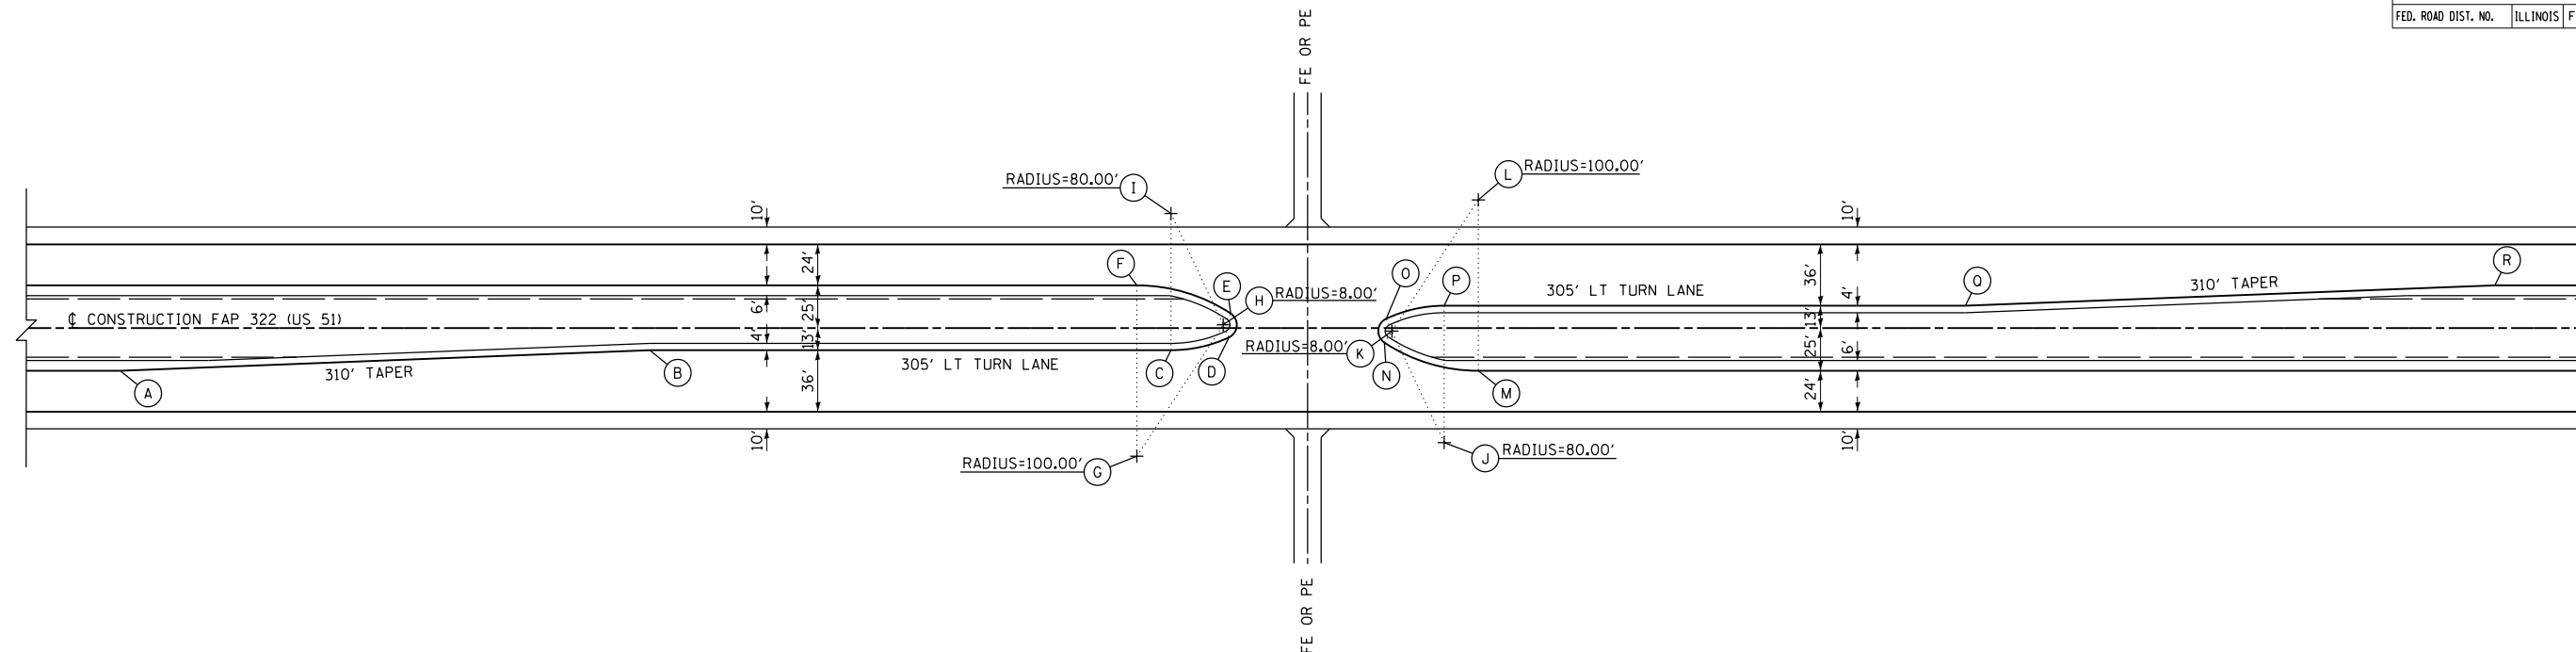 FED. ROAD DIST. NO. ILLINOIS F
FE OR PE
RADIUS=80.00' I
L RADIUS=100.00'
10'
10'
24'
F
E
H RADIUS=8.00'
O
P
305' LT TURN LANE
36'
4'
Q
310' TAPER
R
6'
25'
℄ CONSTRUCTION FAP 322 (US 51)
4'
13'
13'
25'
6'
RADIUS=8.00' K
310' TAPER
A
B
305' LT TURN LANE
36'
C
D
N
M
24'
10'
10'
RADIUS=100.00' G
J RADIUS=80.00'
FE OR PE